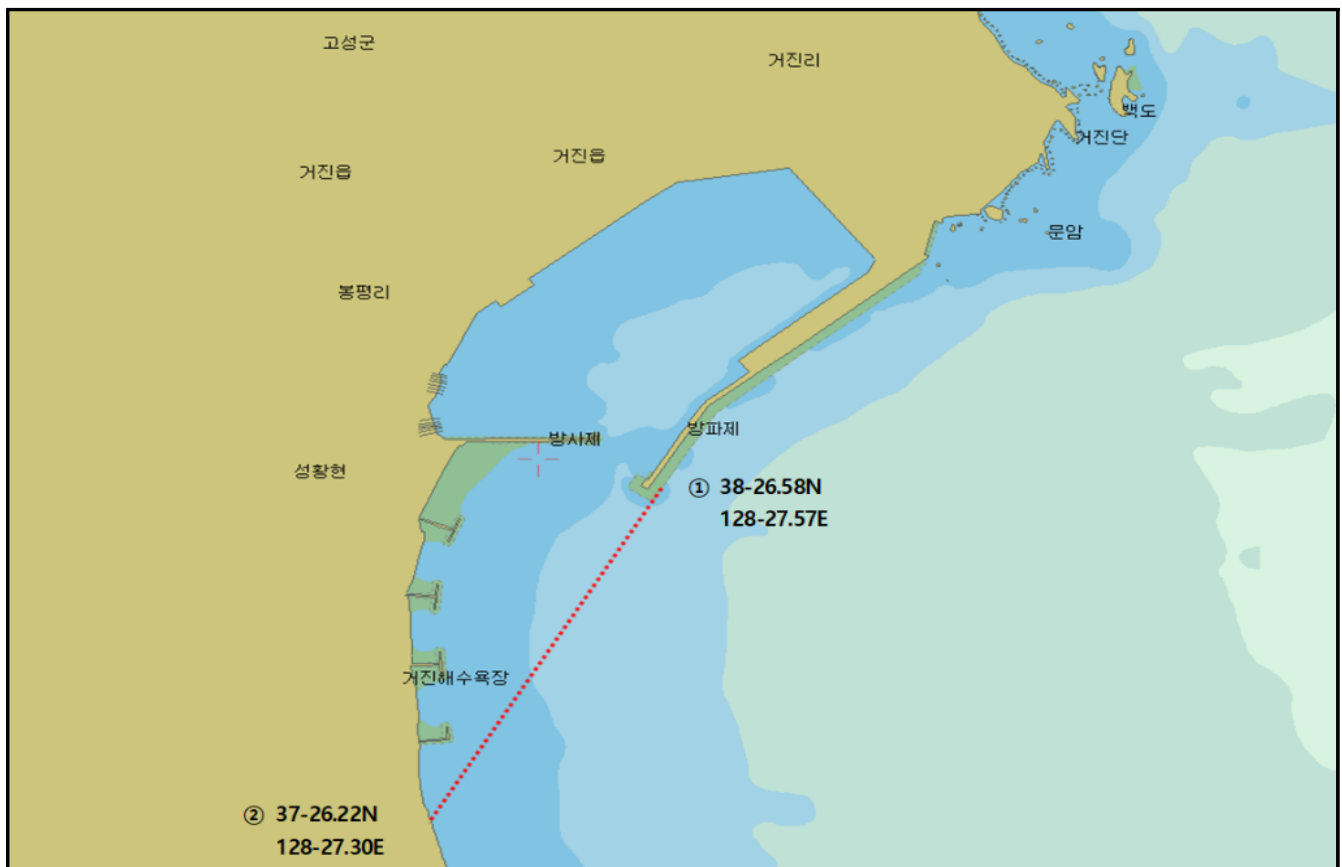 고성군
거진리
백도
거진단
거진읍
거진읍
문암
봉평리
방파제
방사제
성황현
① 38-26.58N
128-27.57E
거진해수욕장
② 37-26.22N
128-27.30E